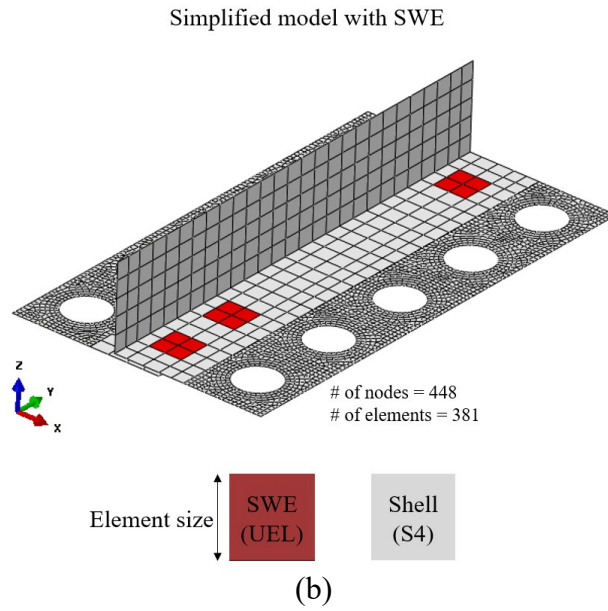 Simplified model with SWE
Z
Y
X
# of nodes = 448
# of elements = 381
Element size
SWE
(UEL)
Shell
(S4)
(b)